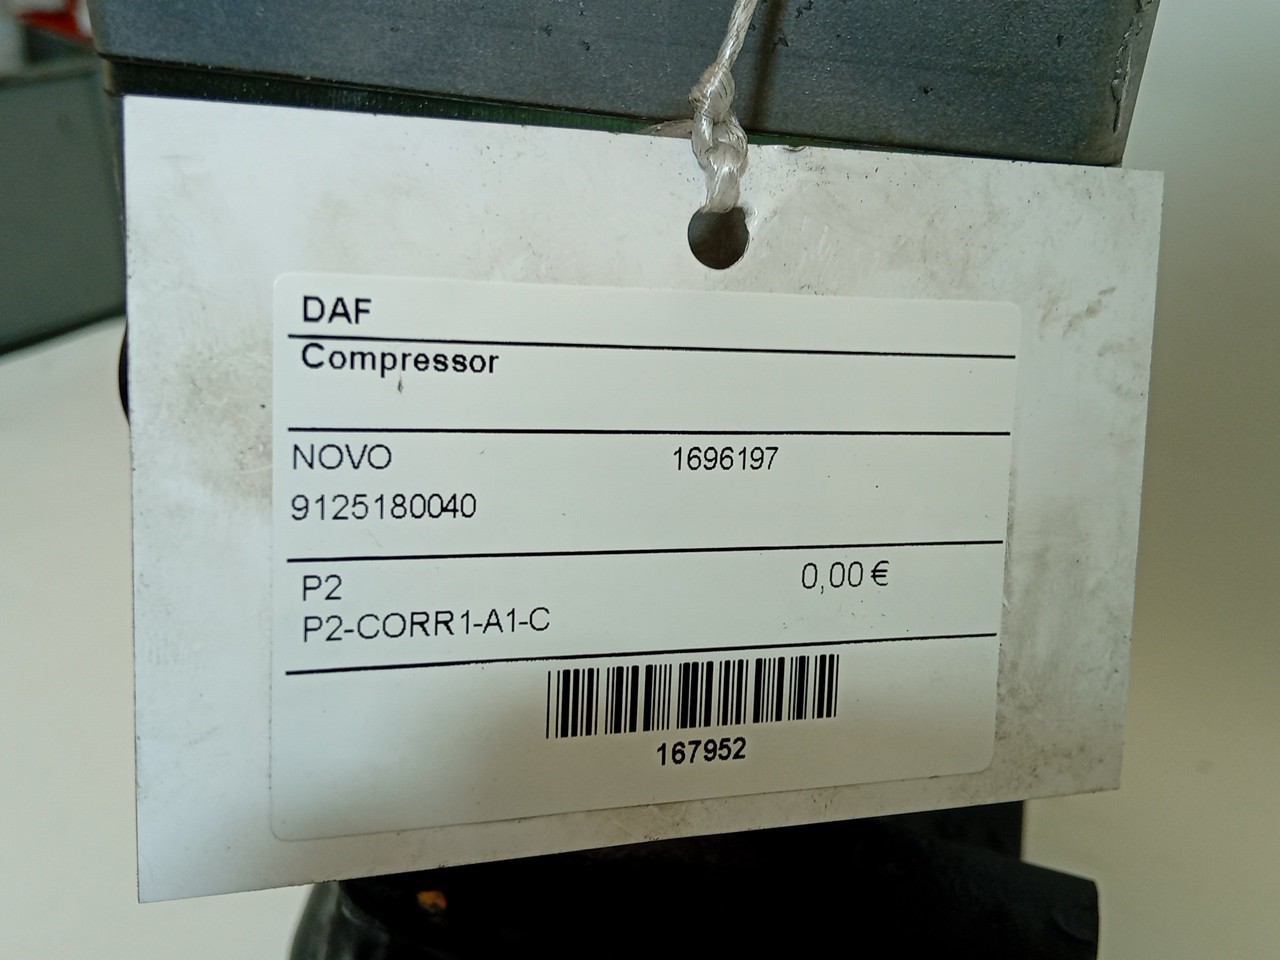 DAF
Compressor
NOVO 1696197
9125180040
P2 0,00 €
P2-CORR1-A1-C
167952